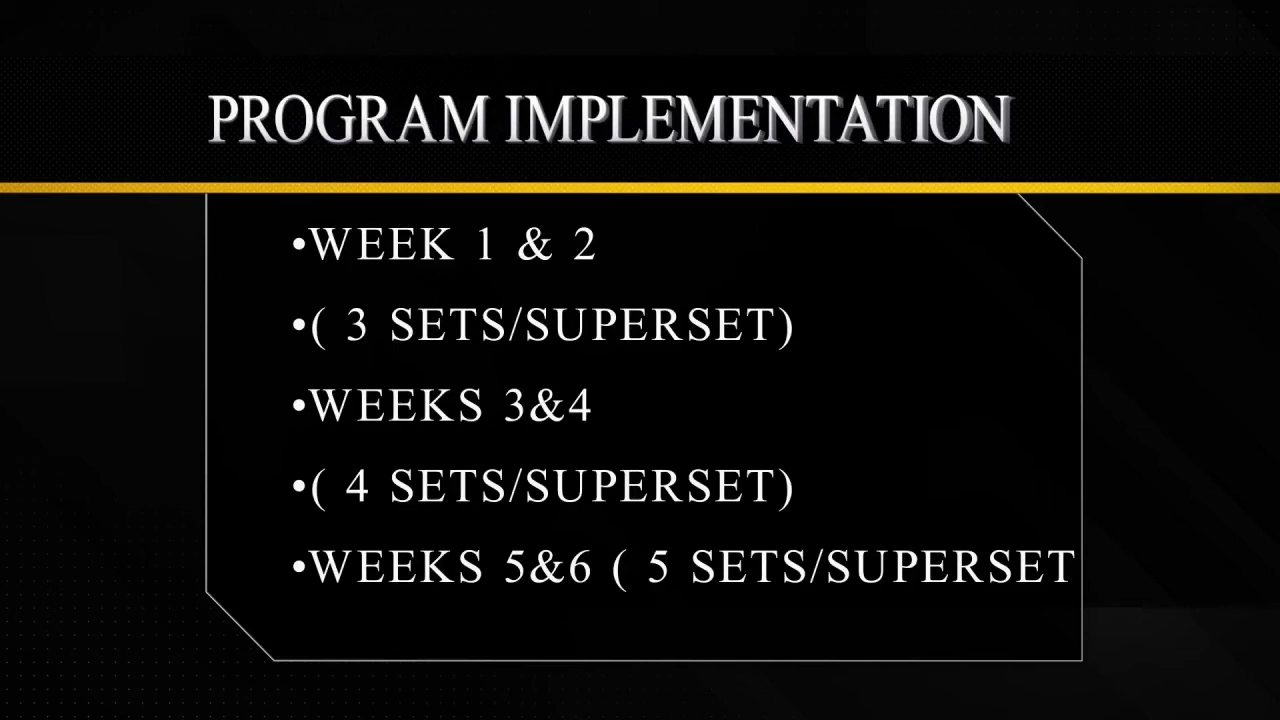 PROGRAM IMPLEMENTATION
•WEEK 1 & 2
•( 3 SETS/SUPERSET)
•WEEKS 3&4
•( 4 SETS/SUPERSET)
•WEEKS 5&6 ( 5 SETS/SUPERSET